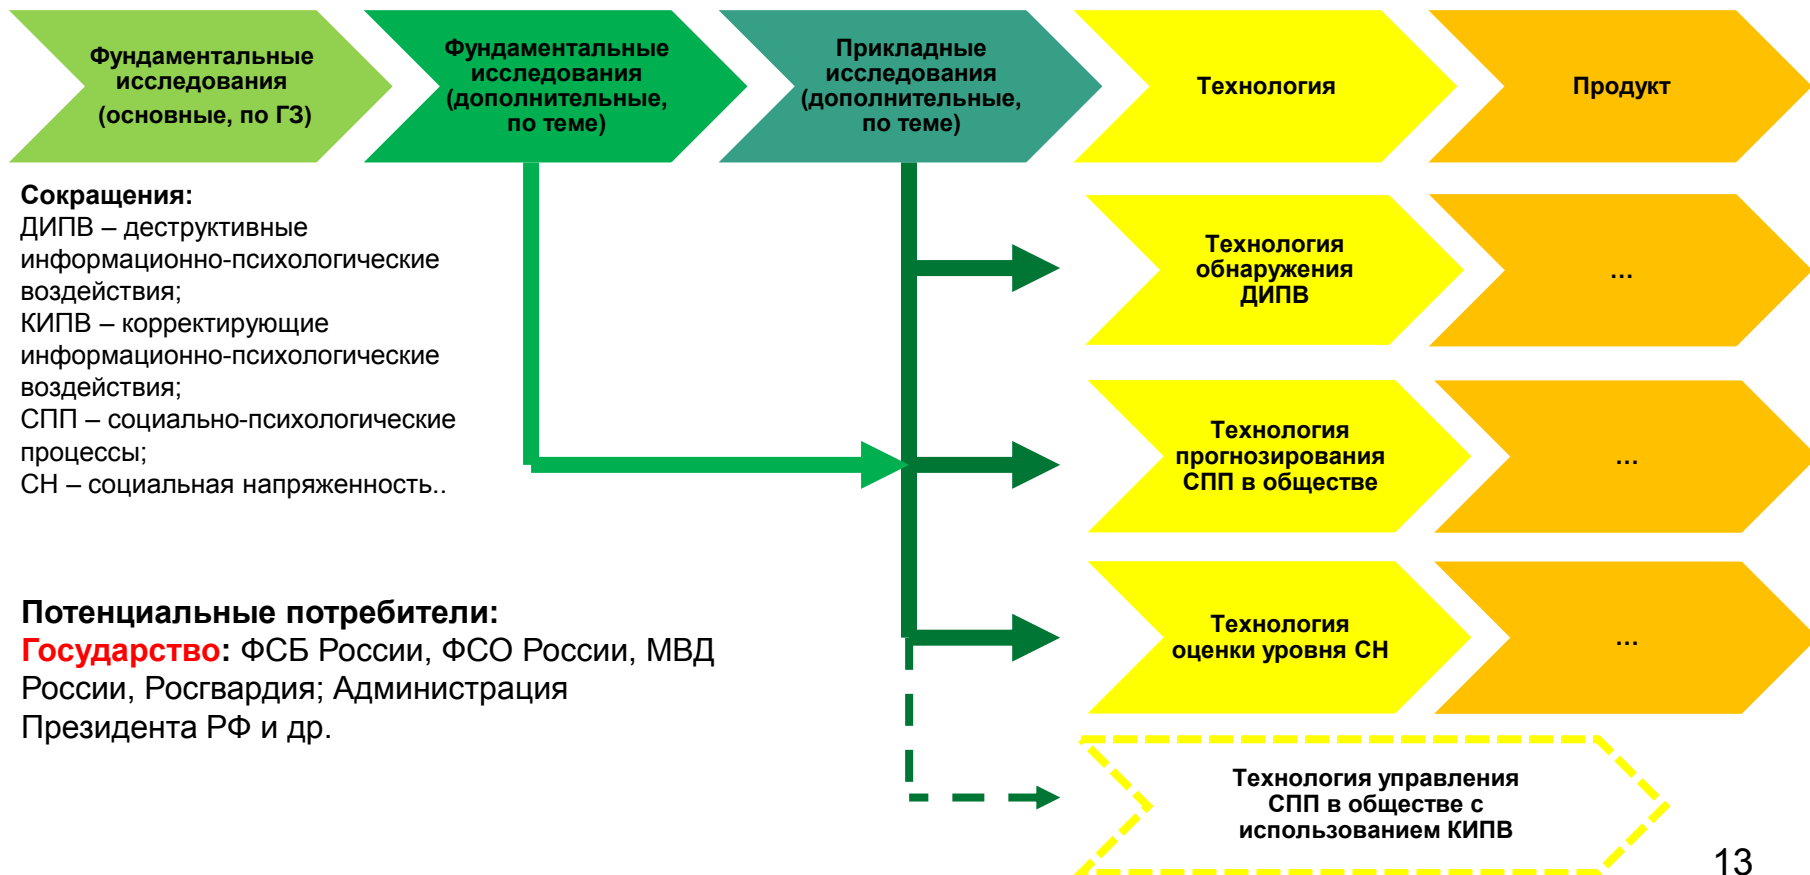 Фундаментальные
исследования
(основные, по ГЗ)
Фундаментальные
исследования
(дополнительные,
по теме)
Прикладные
исследования
(дополнительные,
по теме)
Технология
Продукт
Сокращения:
ДИПВ – деструктивные
информационно-психологические
воздействия;
КИПВ – корректирующие
информационно-психологические
воздействия;
СПП – социально-психологические
процессы;
СН – социальная напряженность..
Технология
обнаружения
ДИПВ
...
Технология
прогнозирования
СПП в обществе
...
Потенциальные потребители:
Государство: ФСБ России, ФСО России, МВД
России, Росгвардия; Администрация
Президента РФ и др.
Технология
оценки уровня СН
...
Технология управления
СПП в обществе с
использованием КИПВ
13